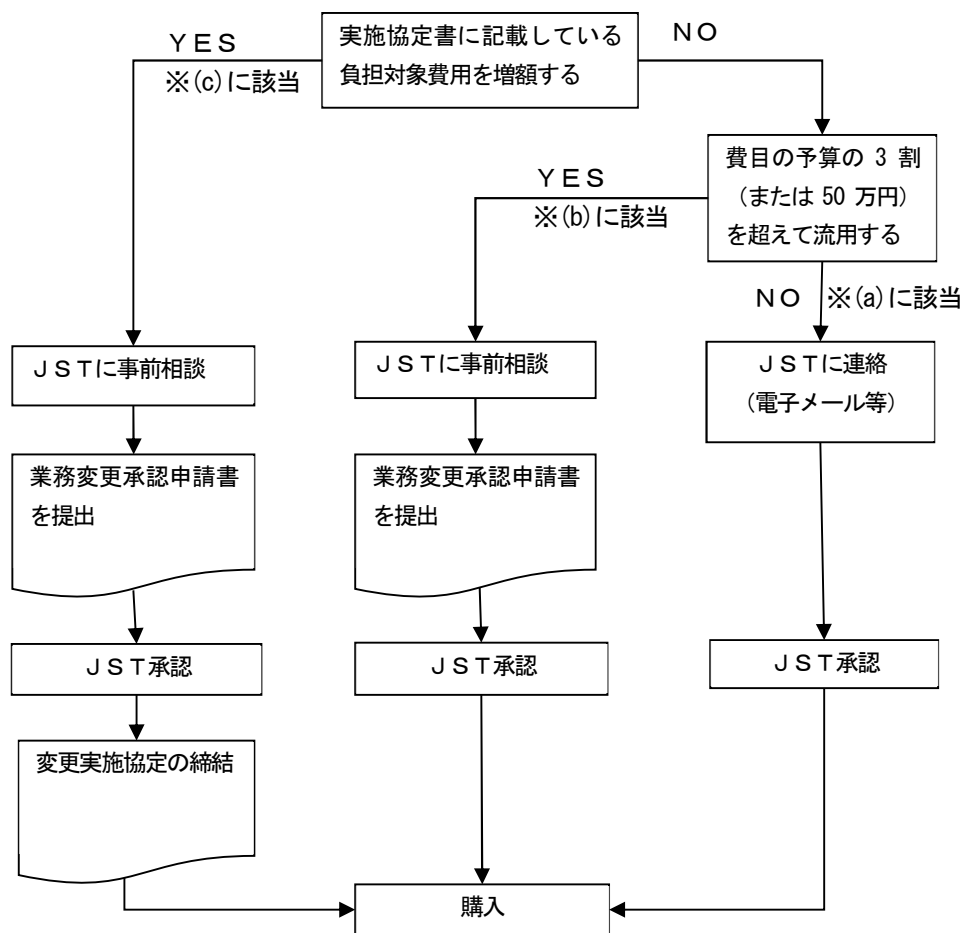 実施協定書に記載している
負担対象費用を増額する
ＹＥＳ
※(c)に該当
ＮＯ
費目の予算の 3 割
（または 50 万円）
を超えて流用する
ＹＥＳ
※(b)に該当
ＮＯ ※(a)に該当
ＪＳＴに事前相談
ＪＳＴに事前相談
ＪＳＴに連絡
（電子メール等）
業務変更承認申請書
を提出
業務変更承認申請書
を提出
ＪＳＴ承認
ＪＳＴ承認
ＪＳＴ承認
変更実施協定の締結
購入